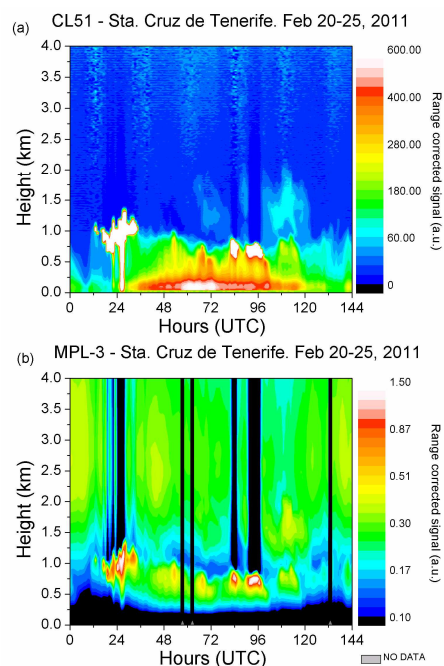 (a)
CL51 - Sta. Cruz de Tenerife. Feb 20-25, 2011
4.0
3.5
3.0
2.5
2.0
1.5
1.0
0.5
0.0
Height (km)
0 24 48 72 96 120 144
Hours (UTC)
600.00
400.00
280.00
180.00
60.00
0
Range corrected signal (a.u.)
(b)
MPL-3 - Sta. Cruz de Tenerife. Feb 20-25, 2011
4.0
3.5
3.0
2.5
2.0
1.5
1.0
0.5
0.0
Height (km)
0 24 48 72 96 120 144
Hours (UTC)
1.50
0.87
0.51
0.30
0.17
0.10
Range corrected signal (a.u.)
NO DATA